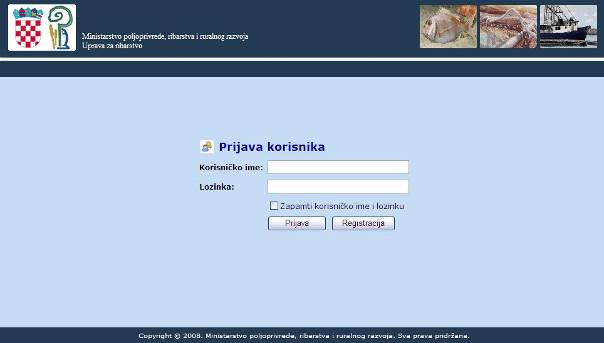 Ministarstvo poljoprivrede, ribarstva i ruralnog razvoja
Uprava za ribarstvo
Prijava korisnika
Korisničko ime:
Lozinka:
Zapamti korisničko ime i lozinku
Prijava Registracija
Copyright © 2008. Ministarstvo poljoprivrede, ribarstva i ruralnog razvoja. Sva prava pridržana.